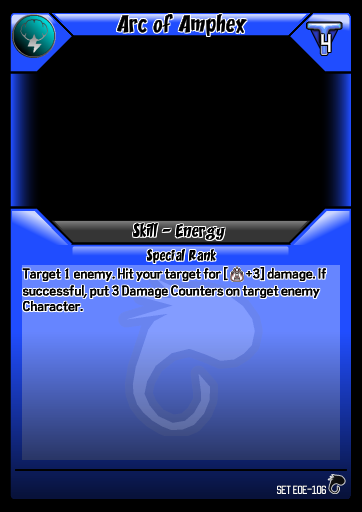 Arc of Amphex
4
Skill - Energy
Special Rank
Target 1 enemy. Hit your target for [ +3] damage. If
successful, put 3 Damage Counters on target enemy
Character.
SET EOE-106